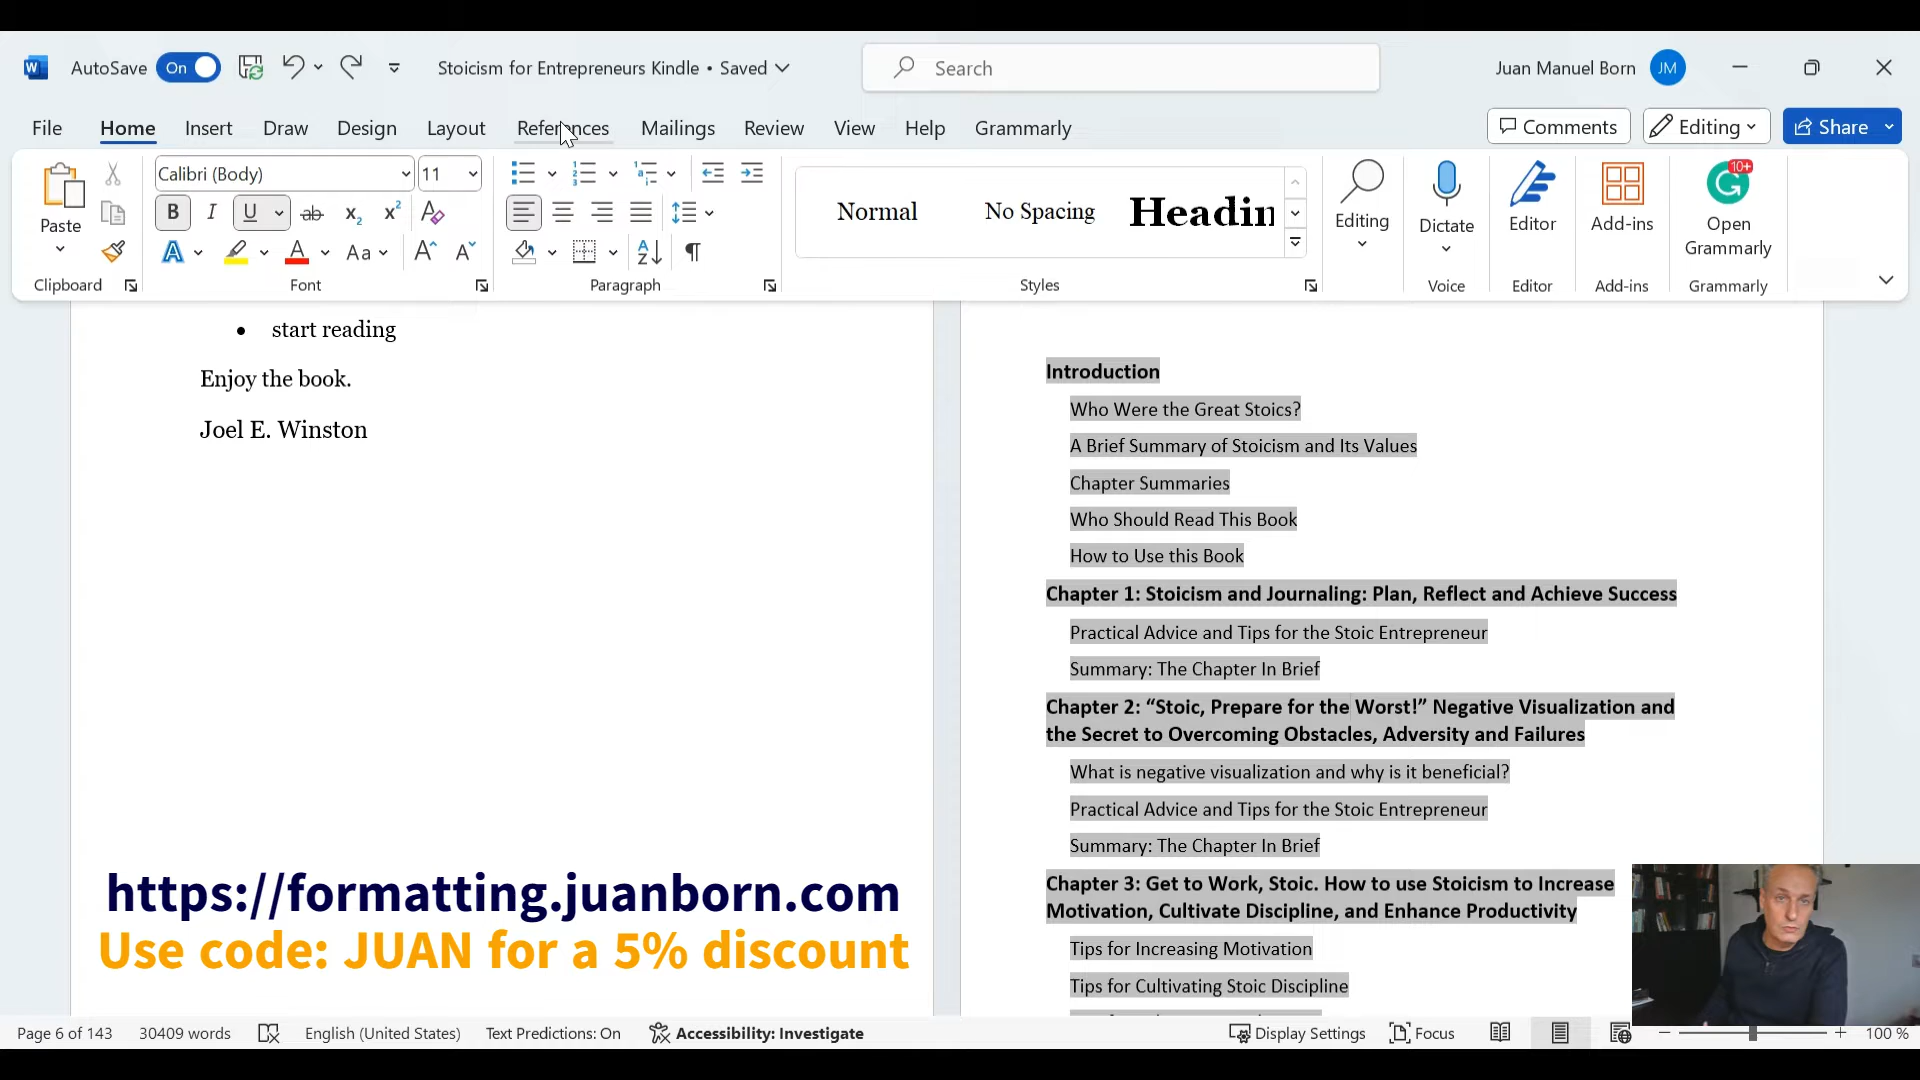 AutoSave On Stoicism for Entrepreneurs Kindle • Saved Search Juan Manuel Born JM
File Home Insert Draw Design Layout References Mailings Review View Help Grammarly Comments Editing Share
Paste
Calibri (Body) 11
B I U ab x₂ x² A
A A Aa A A
Normal No Spacing Headin
Editing
Dictate
Editor
Add-ins
10+
Open
Grammarly
Clipboard Font Paragraph Styles Voice Editor Add-ins Grammarly
• start reading
Enjoy the book.
Joel E. Winston
Introduction
Who Were the Great Stoics?
A Brief Summary of Stoicism and Its Values
Chapter Summaries
Who Should Read This Book
How to Use this Book
Chapter 1: Stoicism and Journaling: Plan, Reflect and Achieve Success
Practical Advice and Tips for the Stoic Entrepreneur
Summary: The Chapter In Brief
Chapter 2: “Stoic, Prepare for the Worst!” Negative Visualization and
the Secret to Overcoming Obstacles, Adversity and Failures
What is negative visualization and why is it beneficial?
Practical Advice and Tips for the Stoic Entrepreneur
Summary: The Chapter In Brief
Chapter 3: Get to Work, Stoic. How to use Stoicism to Increase
Motivation, Cultivate Discipline, and Enhance Productivity
Tips for Increasing Motivation
Tips for Cultivating Stoic Discipline
https://formatting.juanborn.com
Use code: JUAN for a 5% discount
Page 6 of 143 30409 words English (United States) Text Predictions: On Accessibility: Investigate Display Settings Focus 100 %